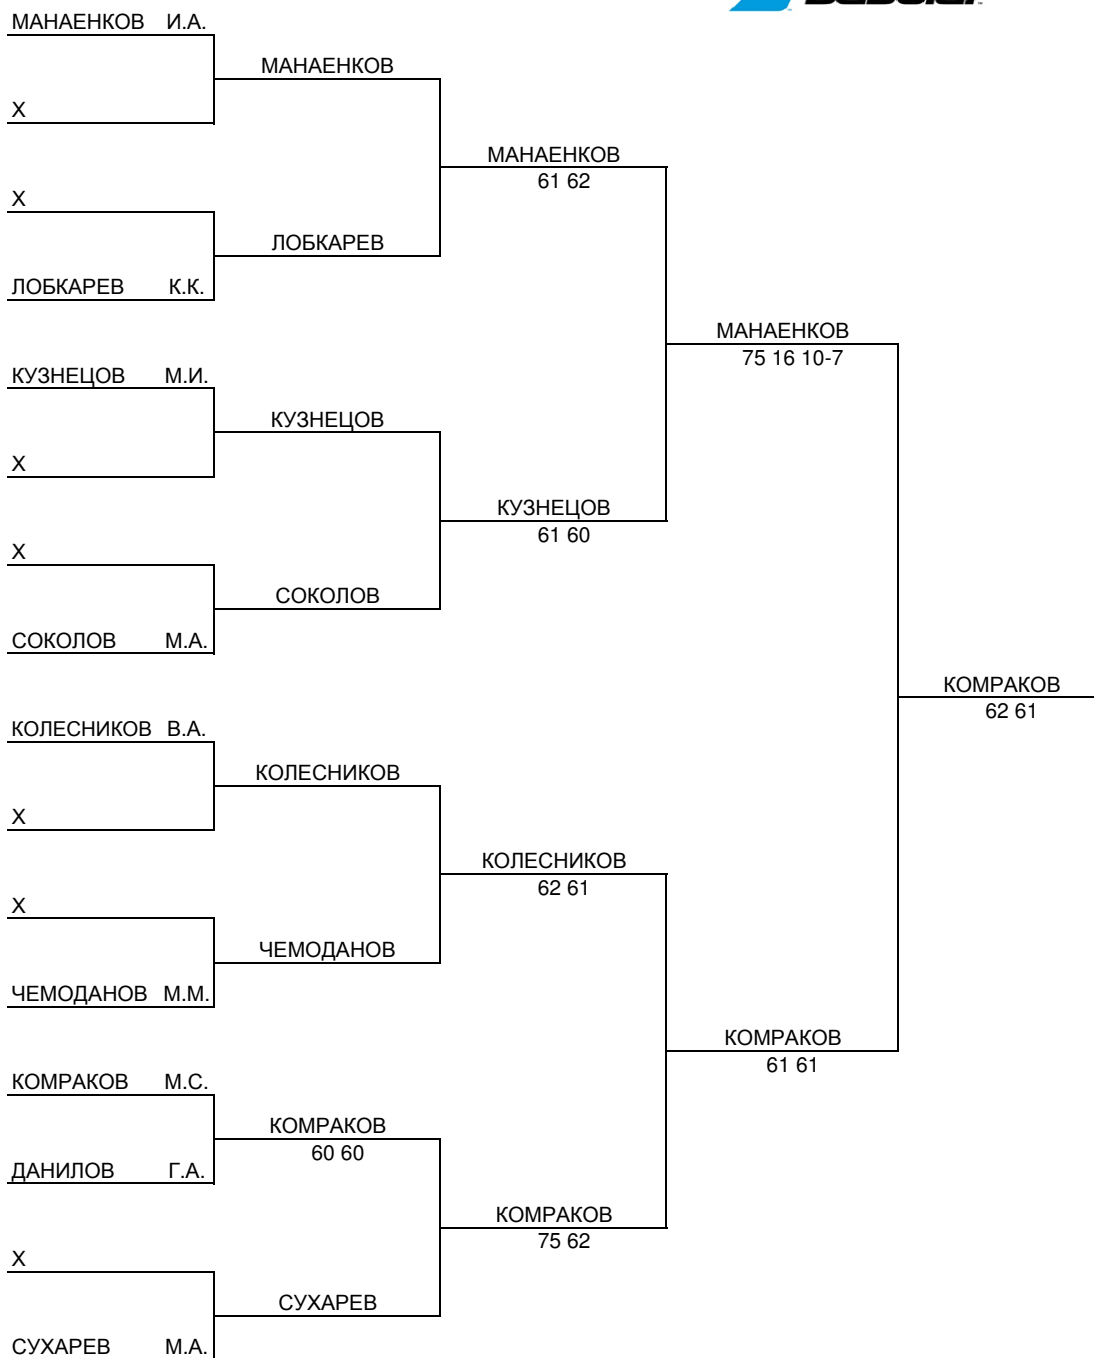 МАНАЕНКОВ И.А.
МАНАЕНКОВ
X
МАНАЕНКОВ
61 62
X
ЛОБКАРЕВ
ЛОБКАРЕВ К.К.
МАНАЕНКОВ
75 16 10-7
КУЗНЕЦОВ М.И.
КУЗНЕЦОВ
X
КУЗНЕЦОВ
61 60
X
СОКОЛОВ
СОКОЛОВ М.А.
КОМРАКОВ
62 61
КОЛЕСНИКОВ В.А.
КОЛЕСНИКОВ
X
КОЛЕСНИКОВ
62 61
X
ЧЕМОДАНОВ
ЧЕМОДАНОВ М.М.
КОМРАКОВ
61 61
КОМРАКОВ М.С.
КОМРАКОВ
60 60
ДАНИЛОВ Г.А.
КОМРАКОВ
75 62
X
СУХАРЕВ
СУХАРЕВ М.А.